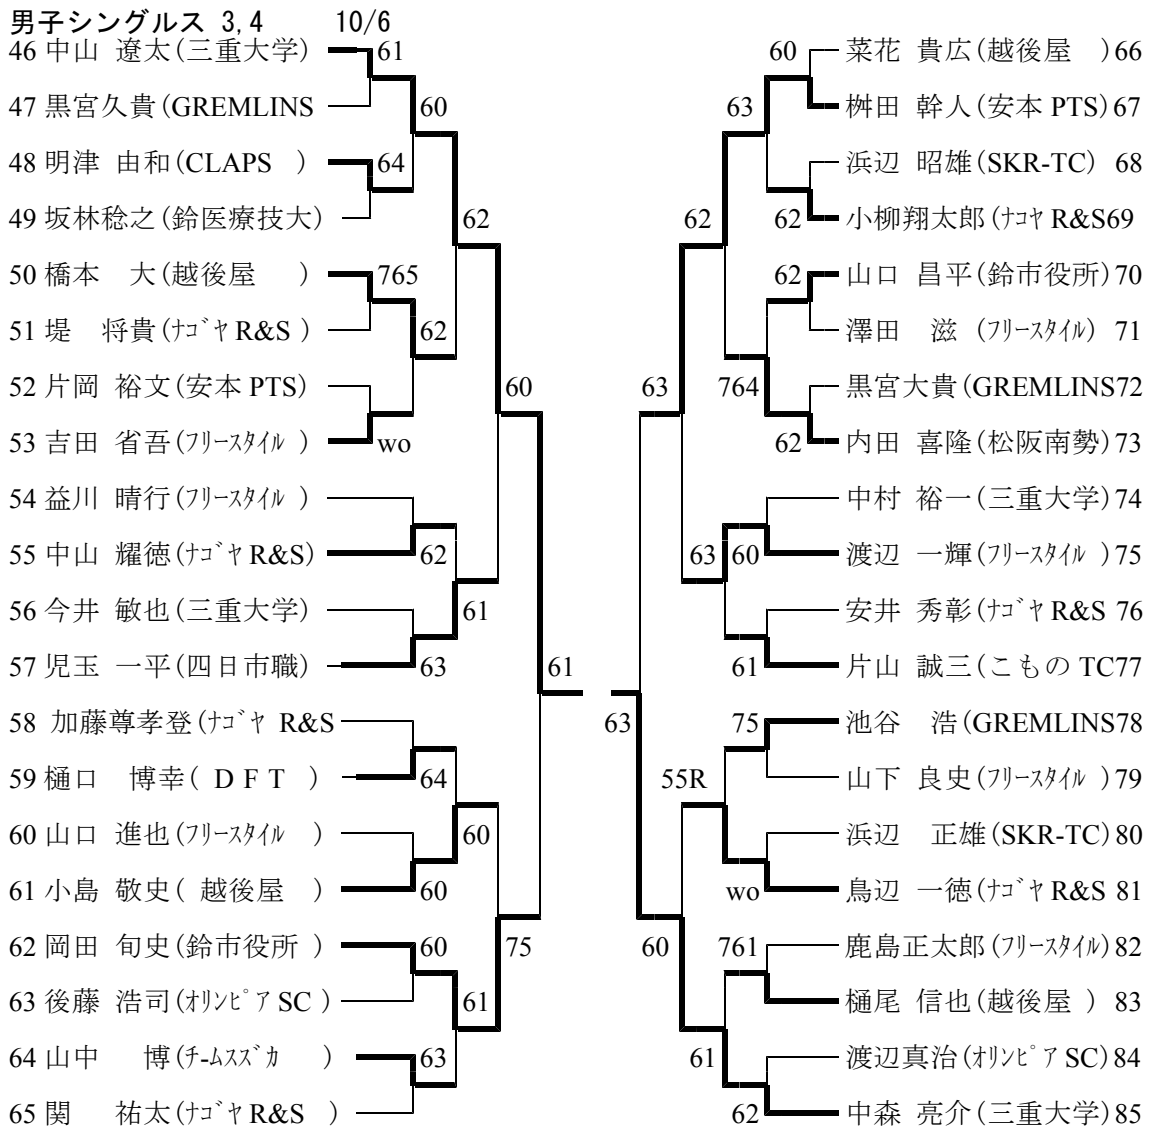 男子シングルス 3,4 10/6
46 中山 遼太(三重大学)
61
47 黒宮久貴(GREMLINS
60
48 明津 由和(CLAPS )
64
49 坂林稔之(鈴医療技大)
62
50 橋本 大(越後屋 )
765
51 堤 将貴(ﾅｺﾞﾔ R&S )
62
52 片岡 裕文(安本 PTS)
60
53 吉田 省吾(ﾌﾘｰｽﾀｲﾙ )
wo
54 益川 晴行(ﾌﾘｰｽﾀｲﾙ )
55 中山 耀徳(ﾅｺﾞﾔ R&S)
62
56 今井 敏也(三重大学)
61
57 児玉 一平(四日市職)
63
61
58 加藤尊孝登(ﾅｺﾞﾔ R&S
59 樋口 博幸( D F T )
64
60 山口 進也(ﾌﾘｰｽﾀｲﾙ )
60
61 小島 敬史( 越後屋 )
60
62 岡田 旬史(鈴市役所 )
60
75
63 後藤 浩司(ｵﾘﾝﾋﾟｱ SC )
61
64 山中 博(ﾁ-ﾑｽｽﾞｶ )
63
65 関 祐太(ﾅｺﾞﾔ R&S )
60
菜花 貴広(越後屋 )66
63
桝田 幹人(安本 PTS)67
浜辺 昭雄(SKR-TC) 68
62
62
小柳翔太郎(ﾅｺﾔ R&S69
62
山口 昌平(鈴市役所)70
澤田 滋 (ﾌﾘｰｽﾀｲﾙ) 71
63
764
黒宮大貴(GREMLINS72
62
内田 喜隆(松阪南勢)73
中村 裕一(三重大学)74
63
60
渡辺 一輝(ﾌﾘｰｽﾀｲﾙ )75
安井 秀彰(ﾅｺﾞﾔ R&S 76
61
片山 誠三(こもの TC77
63
75
池谷 浩(GREMLINS78
55R
山下 良史(ﾌﾘｰｽﾀｲﾙ )79
浜辺 正雄(SKR-TC)80
wo
鳥辺 一徳(ﾅｺﾞﾔ R&S 81
60
761
鹿島正太郎(ﾌﾘｰｽﾀｲﾙ)82
樋尾 信也(越後屋 ) 83
61
渡辺真治(ｵﾘﾝﾋﾟｱ SC)84
62
中森 亮介(三重大学)85